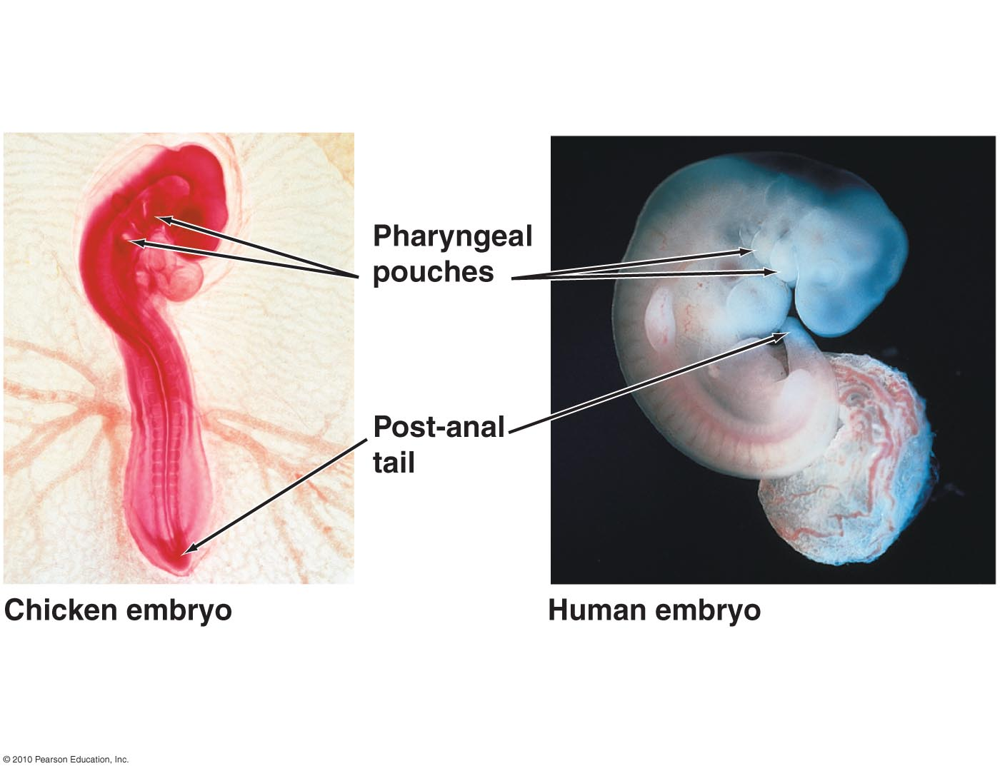 Pharyngeal
pouches
Post-anal
tail
Chicken embryo
Human embryo
© 2010 Pearson Education, Inc.